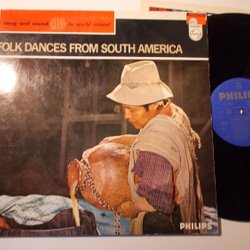 song and sound the world around
FOLK DANCES FROM SOUTH AMERICA
PHILIPS
PHILIPS